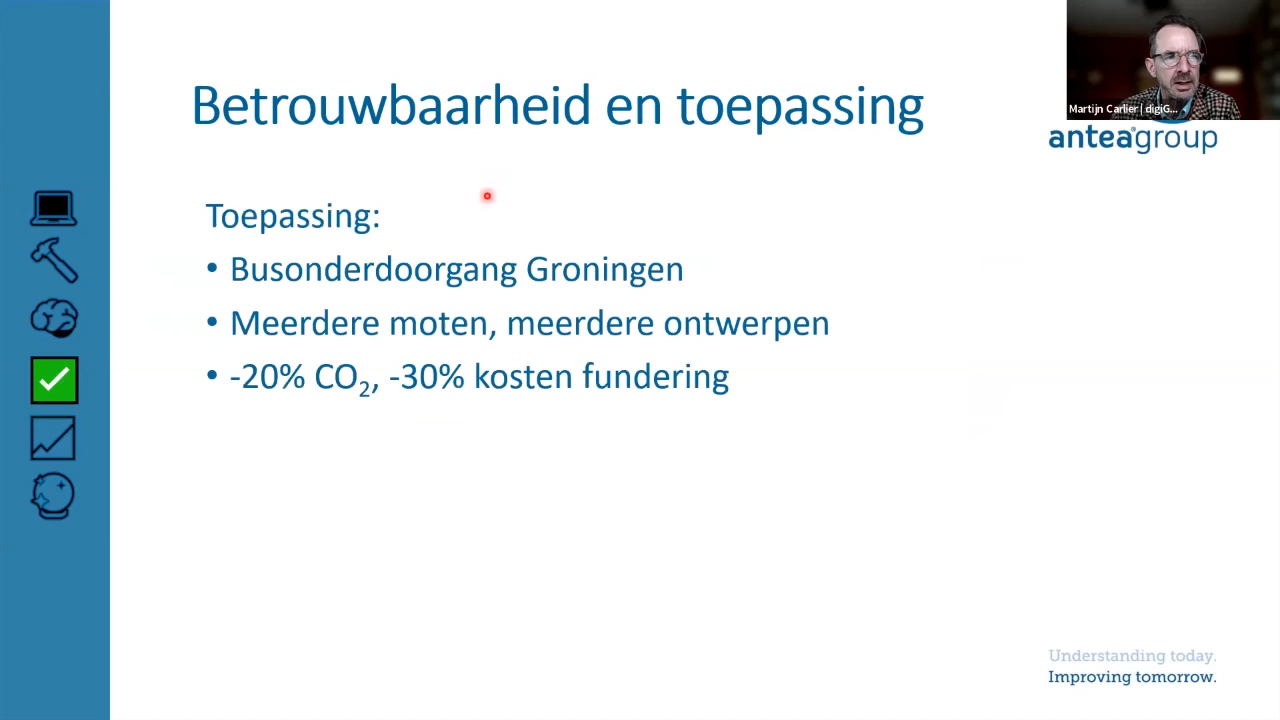 Betrouwbaarheid en toepassing
Martijn Carlier | digiG...
anteagroup
Toepassing:
• Busonderdoorgang Groningen
• Meerdere moten, meerdere ontwerpen
• -20% CO₂, -30% kosten fundering
Understanding today.
Improving tomorrow.